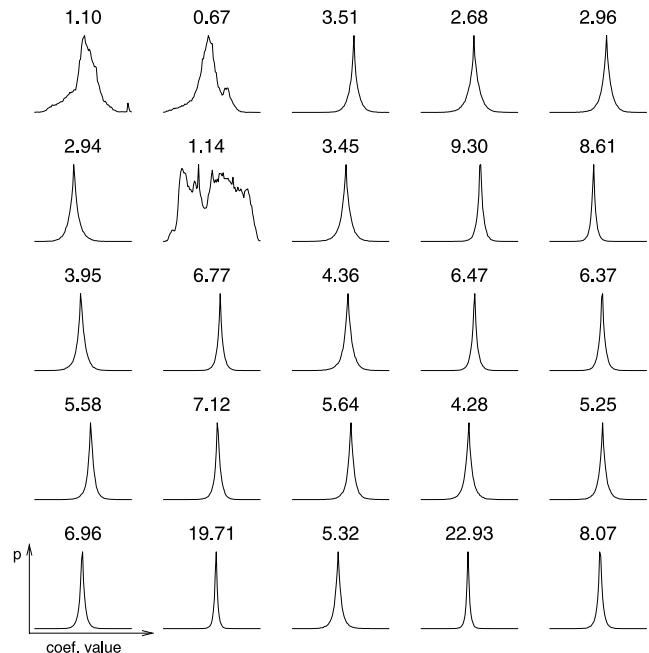 1.10 0.67 3.51 2.68 2.96
2.94 1.14 3.45 9.30 8.61
3.95 6.77 4.36 6.47 6.37
5.58 7.12 5.64 4.28 5.25
6.96 19.71 5.32 22.93 8.07
p
coef. value